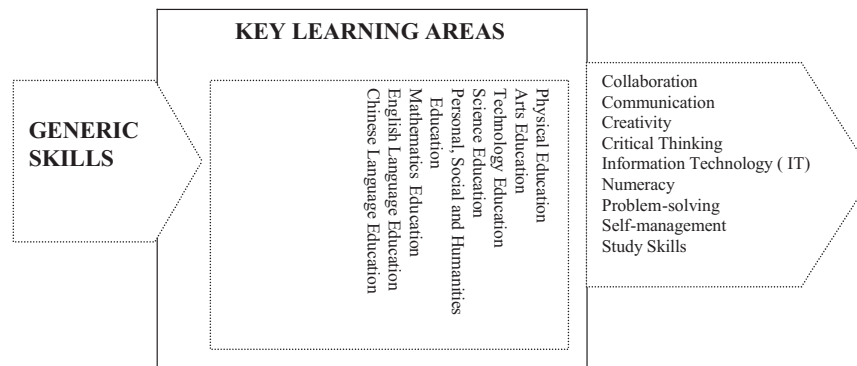 KEY LEARNING AREAS
GENERIC
SKILLS
Physical Education
Arts Education
Technology Education
Science Education
Personal, Social and Humanities
Education
Mathematics Education
English Language Education
Chinese Language Education
Collaboration
Communication
Creativity
Critical Thinking
Information Technology ( IT)
Numeracy
Problem-solving
Self-management
Study Skills